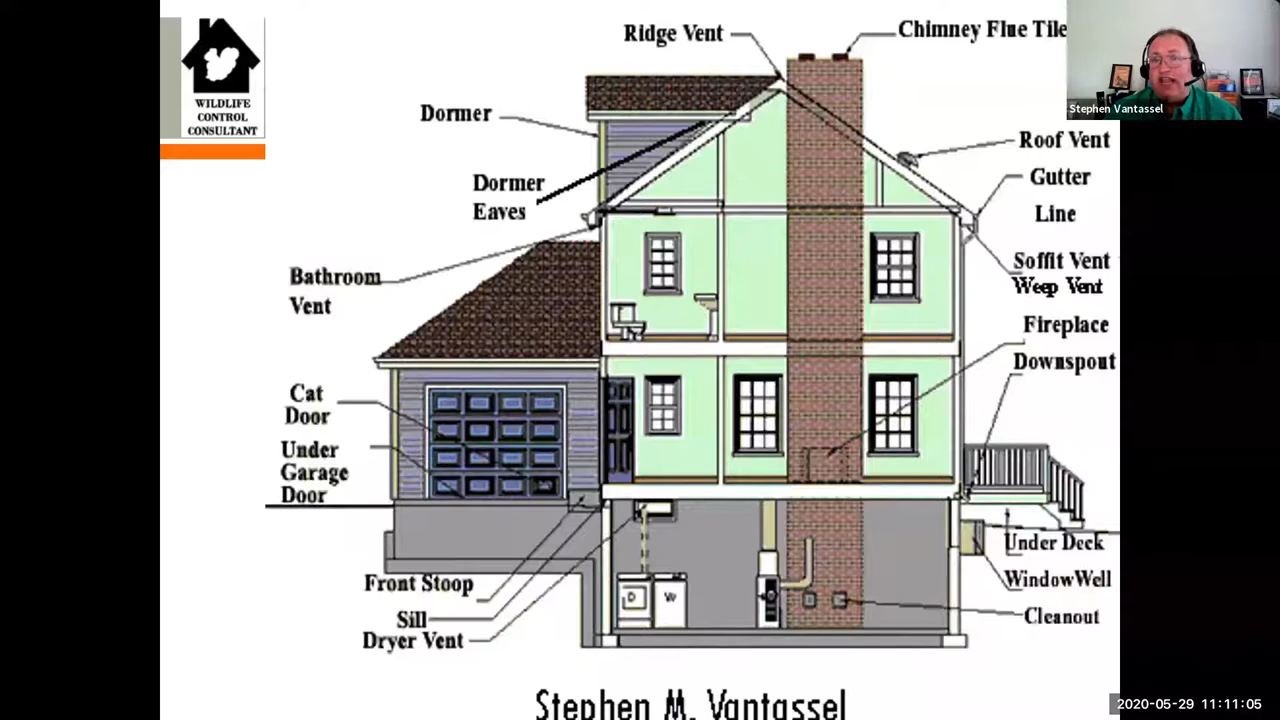 WILDLIFE
CONTROL
CONSULTANT
Ridge Vent
Chimney Flue Tile
Stephen Vantassel
Dormer
Roof Vent
Dormer
Eaves
Gutter
Line
Bathroom
Vent
Soffit Vent
Weep Vent
Fireplace
Downspout
Cat
Door
Under
Garage
Door
Under Deck
Front Stoop
Window Well
Sill
Cleanout
Dryer Vent
D
W
Stephen M. Vantassel
2020-05-29 11:11:05